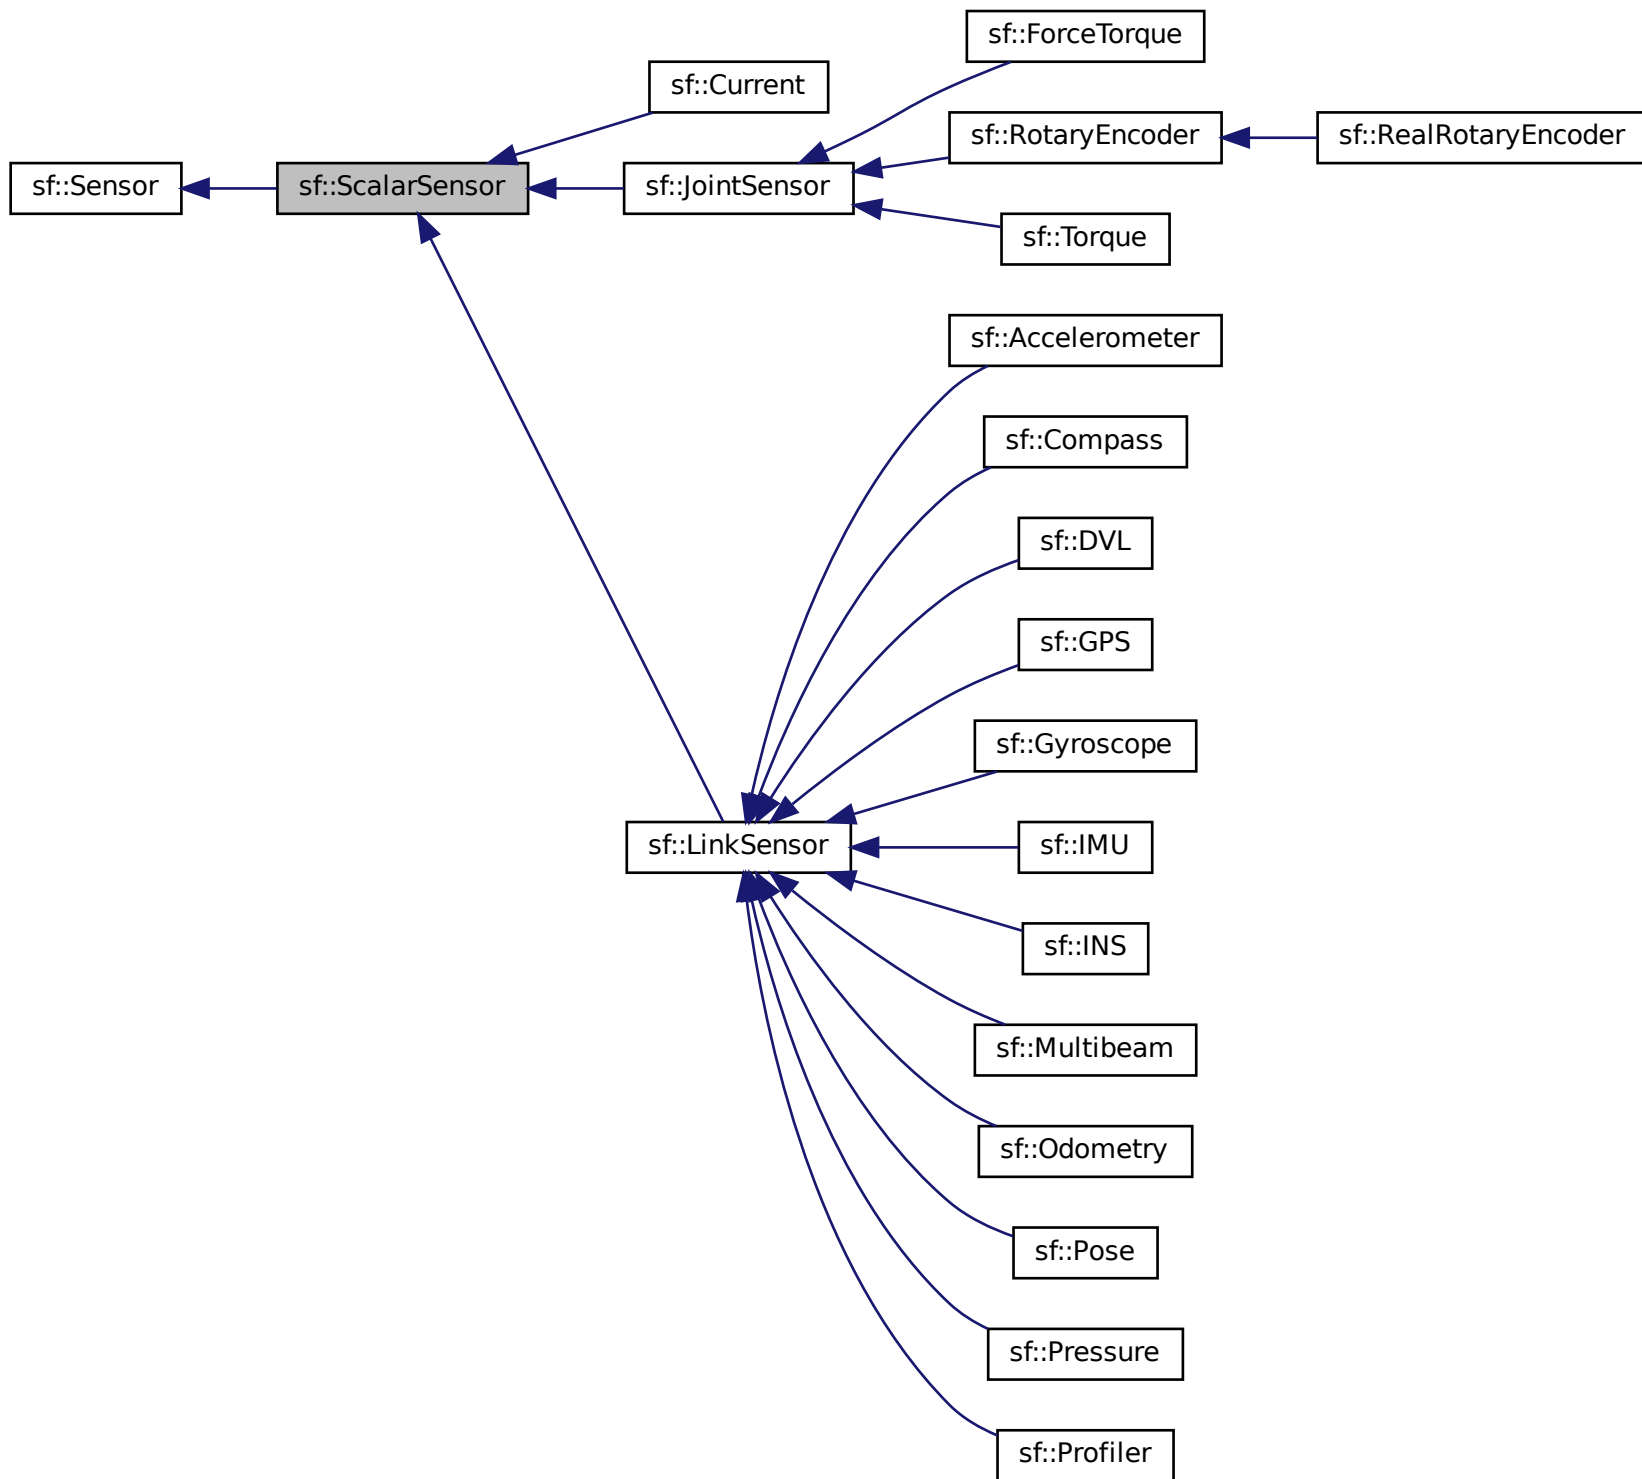 sf::ForceTorque
sf::Current
sf::RotaryEncoder
sf::RealRotaryEncoder
sf::Sensor
sf::ScalarSensor
sf::JointSensor
sf::Torque
sf::Accelerometer
sf::Compass
sf::DVL
sf::GPS
sf::Gyroscope
sf::LinkSensor
sf::IMU
sf::INS
sf::Multibeam
sf::Odometry
sf::Pose
sf::Pressure
sf::Profiler